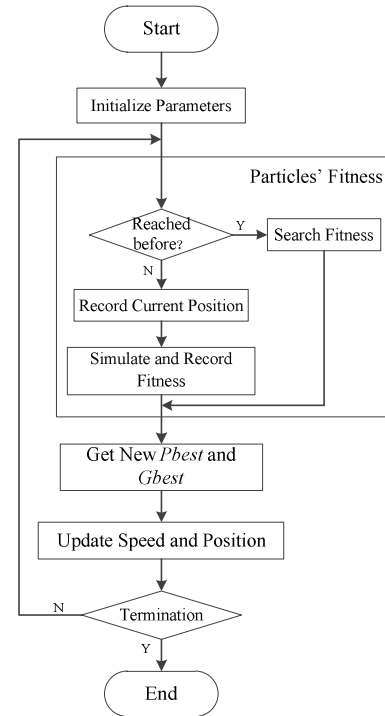 Start
Initialize Parameters
Particles' Fitness
Reached
before?
Y
Search Fitness
N
Record Current Position
Simulate and Record
Fitness
Get New Pbest and
Gbest
Update Speed and Position
N
Termination
Y
End